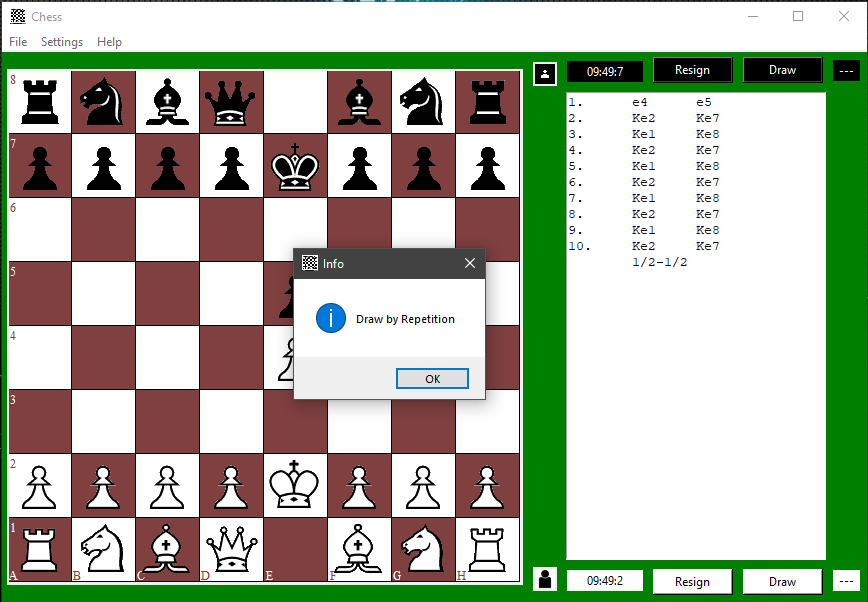 Chess
File Settings Help
09:49:7 Resign Draw ---
8
7
6
5
4
3
2
1
A B C D E F G H
1. e4 e5
2. Ke2 Ke7
3. Ke1 Ke8
4. Ke2 Ke7
5. Ke1 Ke8
6. Ke2 Ke7
7. Ke1 Ke8
8. Ke2 Ke7
9. Ke1 Ke8
10. Ke2 Ke7
1/2-1/2
Info
Draw by Repetition
OK
09:49:2 Resign Draw ---